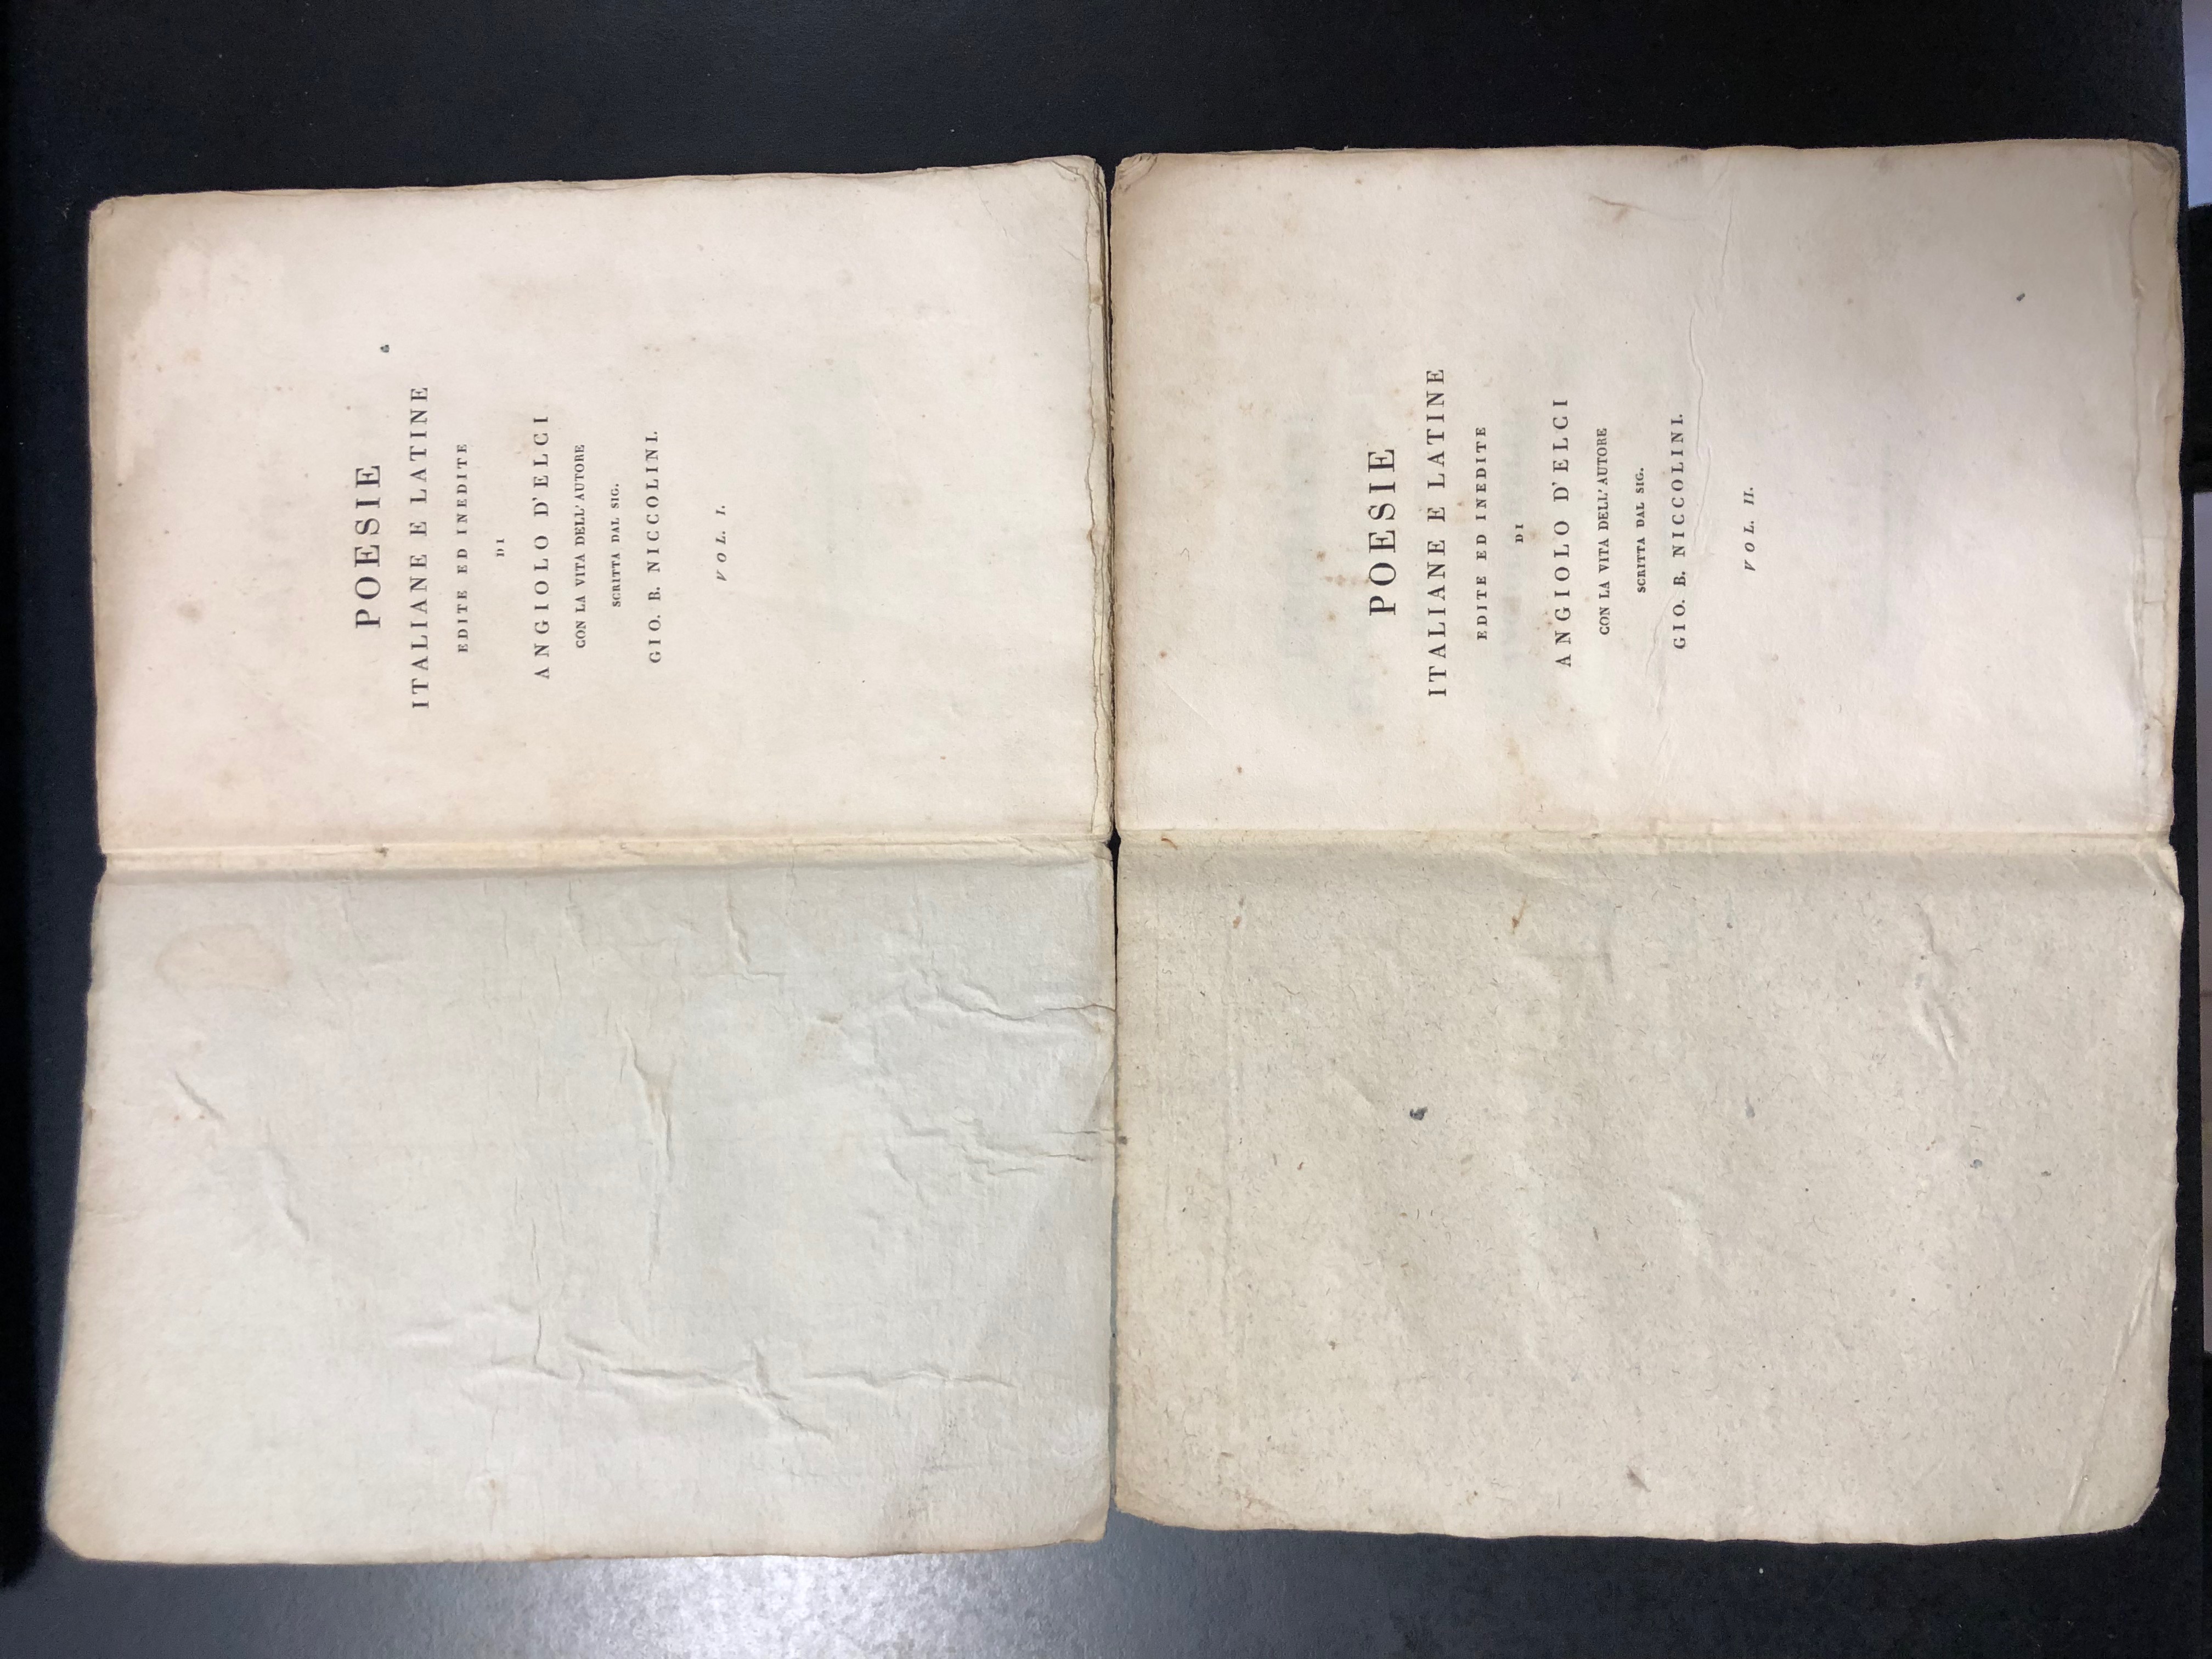 POESIE
ITALIANE E LATINE
EDITE ED INEDITE
DI
ANGIOLO D'ELCI
CON LA VITA DELL'AUTORE
SCRITTA DAL SIG.
GIO. B. NICCOLINI.
VOL. I.
POESIE
ITALIANE E LATINE
EDITE ED INEDITE
DI
ANGIOLO D'ELCI
CON LA VITA DELL'AUTORE
SCRITTA DAL SIG.
GIO. B. NICCOLINI.
VOL. II.